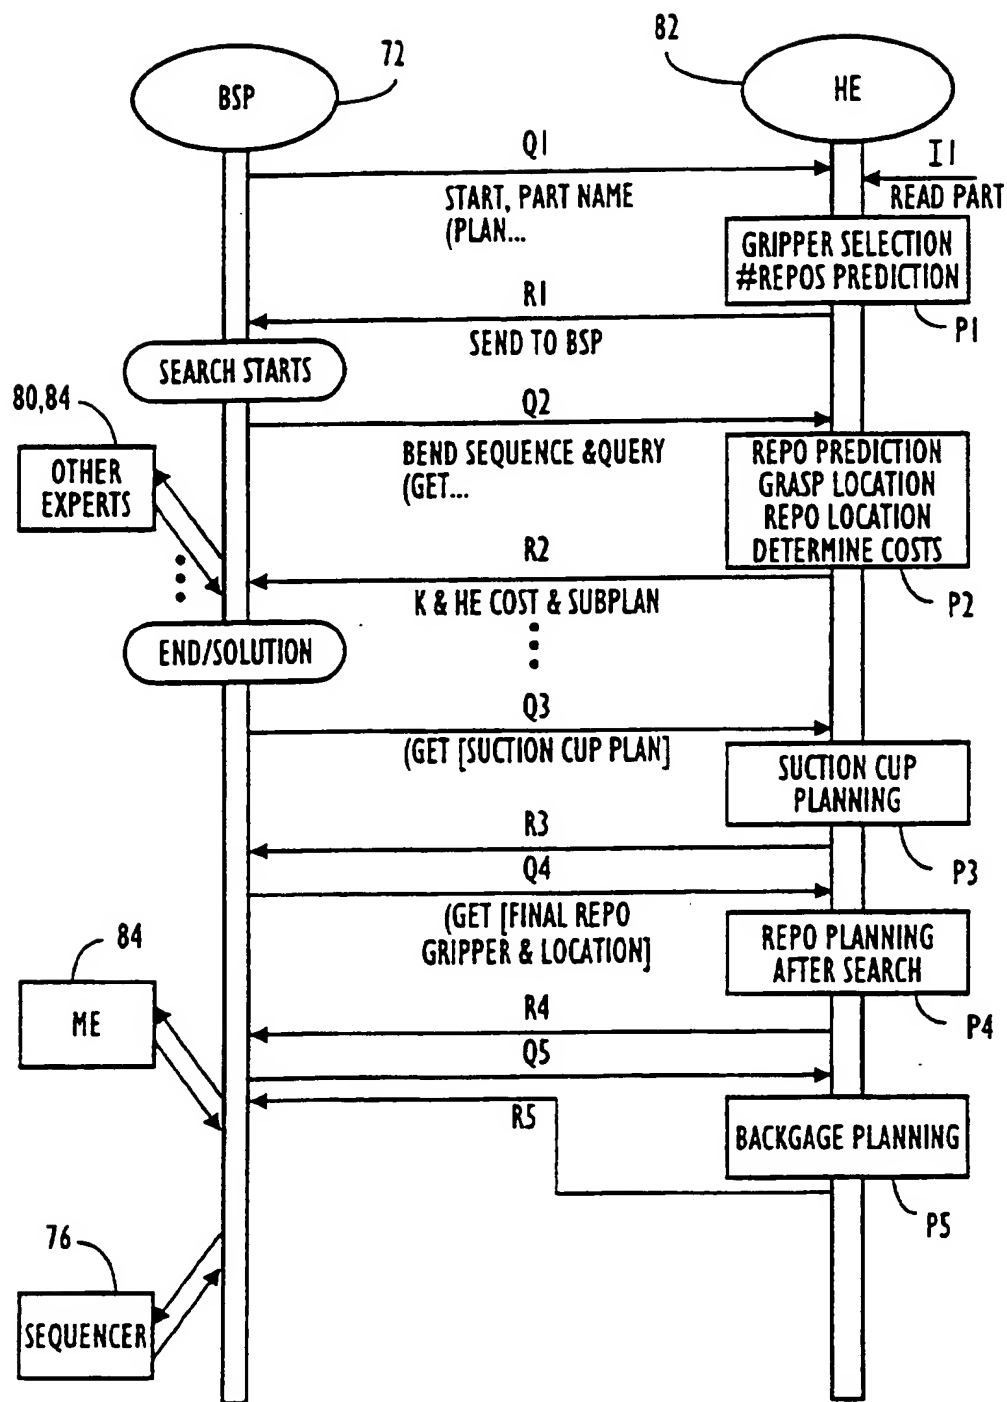 72
82
BSP
HE
Q1
I1
START, PART NAME
(PLAN...
READ PART
GRIPPER SELECTION
#REPOS PREDICTION
R1
P1
SEND TO BSP
SEARCH STARTS
80,84
Q2
OTHER
EXPERTS
BEND SEQUENCE &QUERY
(GET...
REPO PREDICTION
GRASP LOCATION
REPO LOCATION
DETERMINE COSTS
R2
P2
K & HE COST & SUBPLAN
END/SOLUTION
Q3
(GET [SUCTION CUP PLAN]
SUCTION CUP
PLANNING
R3
P3
Q4
(GET [FINAL REPO
GRIPPER & LOCATION]
REPO PLANNING
AFTER SEARCH
84
ME
R4
P4
Q5
R5
BACKGAGE PLANNING
P5
76
SEQUENCER